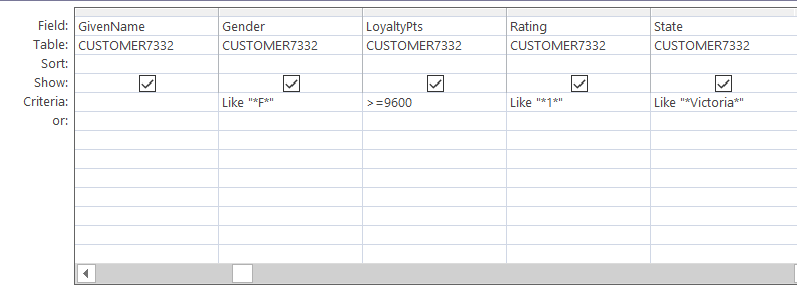 Field: GivenName Gender LoyaltyPts Rating State
Table: CUSTOMER7332 CUSTOMER7332 CUSTOMER7332 CUSTOMER7332 CUSTOMER7332
Sort:
Show:
Criteria: Like "*F*" >=9600 Like "*1*" Like "*Victoria*"
or: